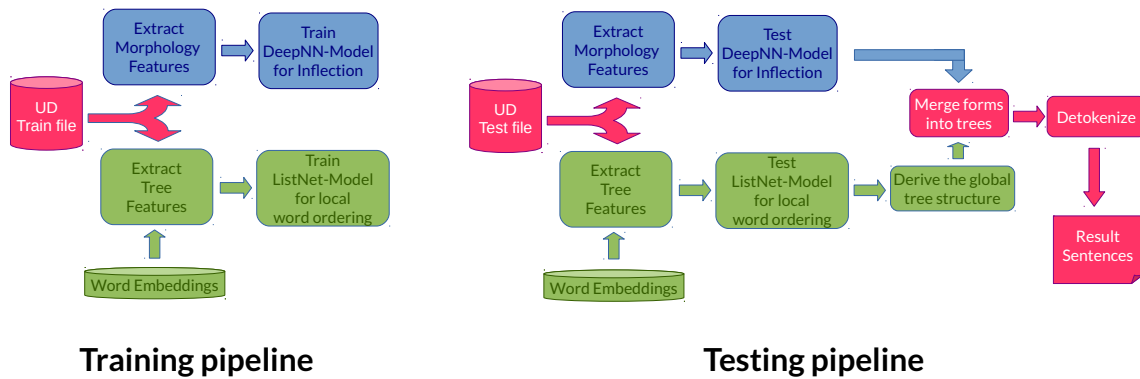 Extract
Morphology
Features
Train
DeepNN-Model
for Inflection
UD
Train file
Extract
Tree
Features
Train
ListNet-Model
for local
word ordering
Word Embeddings
Training pipeline
Extract
Morphology
Features
Test
DeepNN-Model
for Inflection
UD
Test file
Merge forms
into trees
Detokenize
Extract
Tree
Features
Test
ListNet-Model
for local
word ordering
Derive the global
tree structure
Result
Sentences
Word Embeddings
Testing pipeline